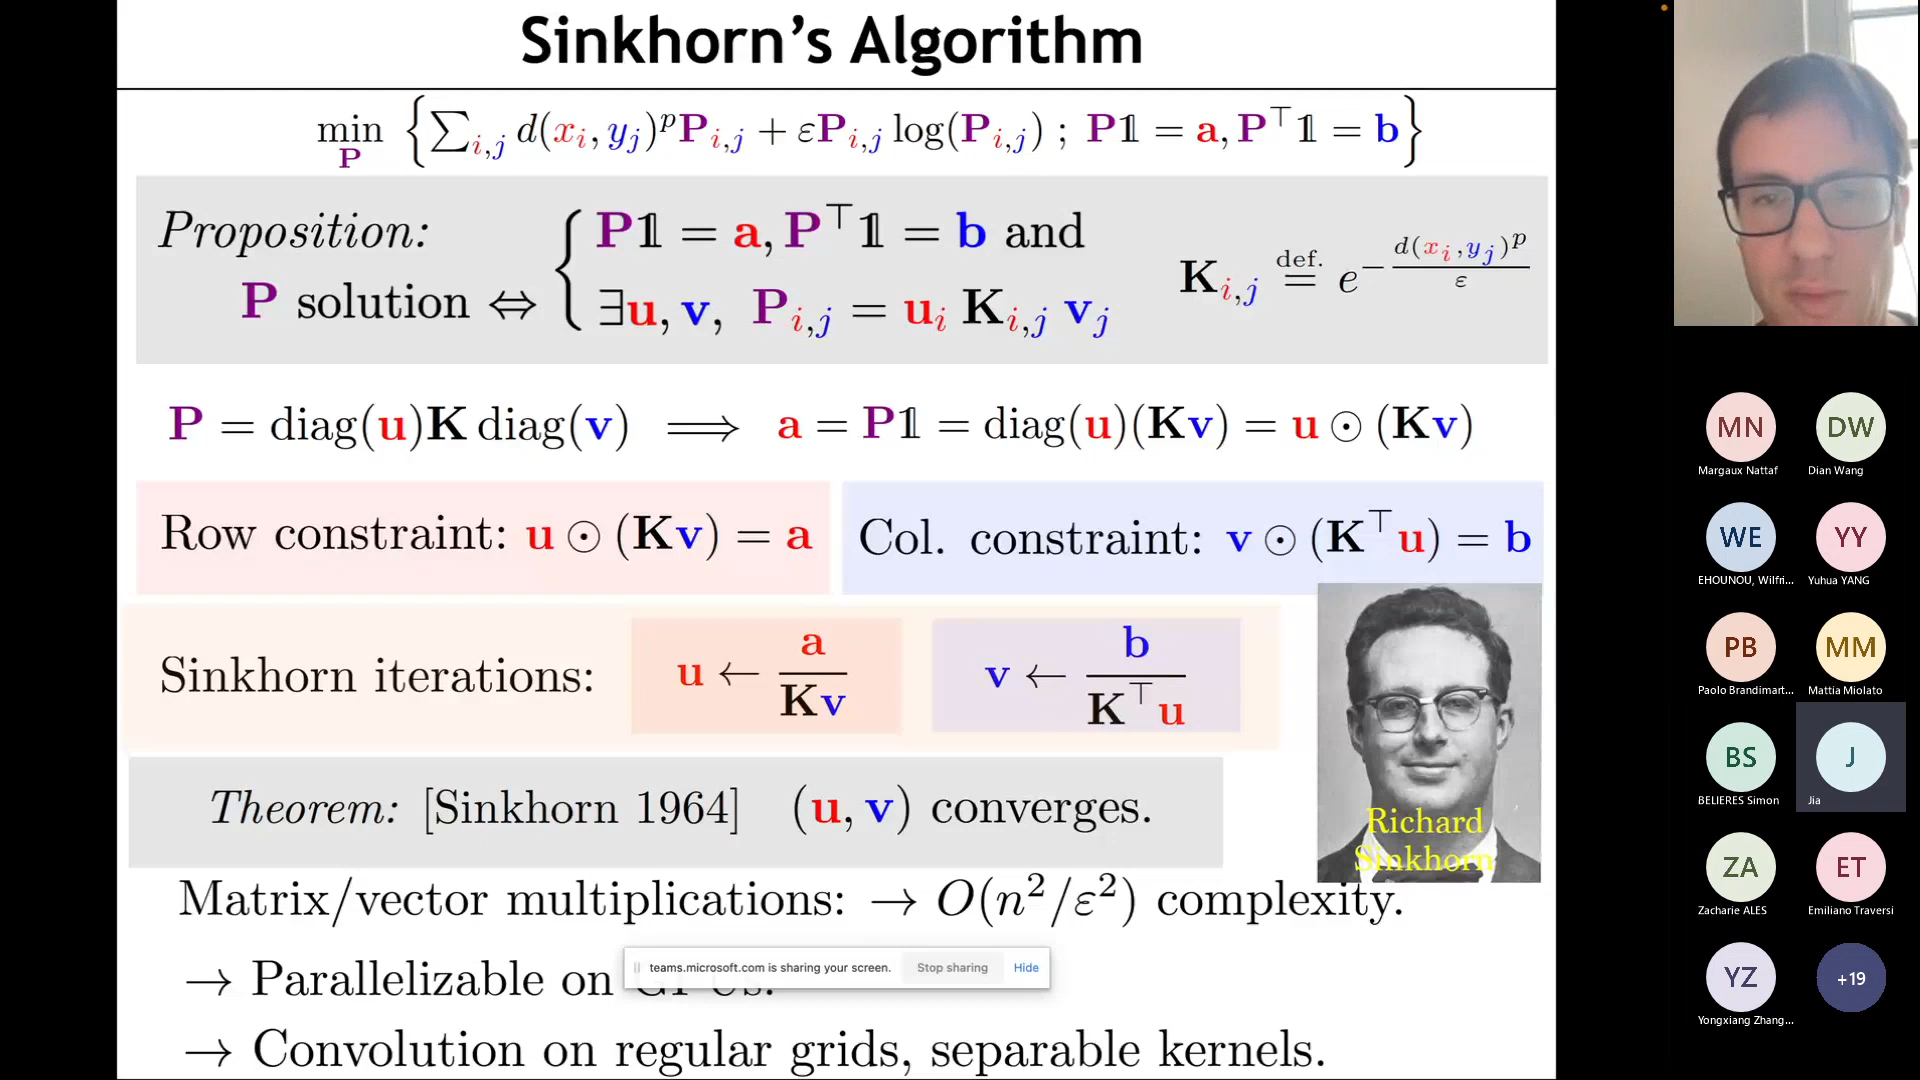 Sinkhorn's Algorithm
min_P { ∑_{i,j} d(x_i, y_j)^p P_{i,j} + εP_{i,j} log(P_{i,j}) ; P𝟙 = a, P^⊤𝟙 = b }
Proposition:
P solution ⇔ { P𝟙 = a, P^⊤𝟙 = b and
∃u, v, P_{i,j} = u_i K_{i,j} v_j
K_{i,j} def. = e^{-d(x_i,y_j)^p / ε}
P = diag(u)K diag(v) ⟹ a = P𝟙 = diag(u)(Kv) = u ⊙ (Kv)
Row constraint: u ⊙ (Kv) = a
Col. constraint: v ⊙ (K^⊤u) = b
Sinkhorn iterations: u ← a / Kv v ← b / K^⊤u
Richard
Sinkhorn
Theorem: [Sinkhorn 1964] (u, v) converges.
Matrix/vector multiplications: → O(n²/ε²) complexity.
→ Parallelizable on
teams.microsoft.com is sharing your screen. Stop sharing Hide
→ Convolution on regular grids, separable kernels.
MN
Margaux Nattaf
DW
Dian Wang
WE
EHOUNOU, Wilfri...
YY
Yuhua YANG
PB
Paolo Brandimart...
MM
Mattia Miolato
BS
BELIERES Simon
J
Jia
ZA
Zacharie ALES
ET
Emiliano Traversi
YZ
Yongxiang Zhang...
+19